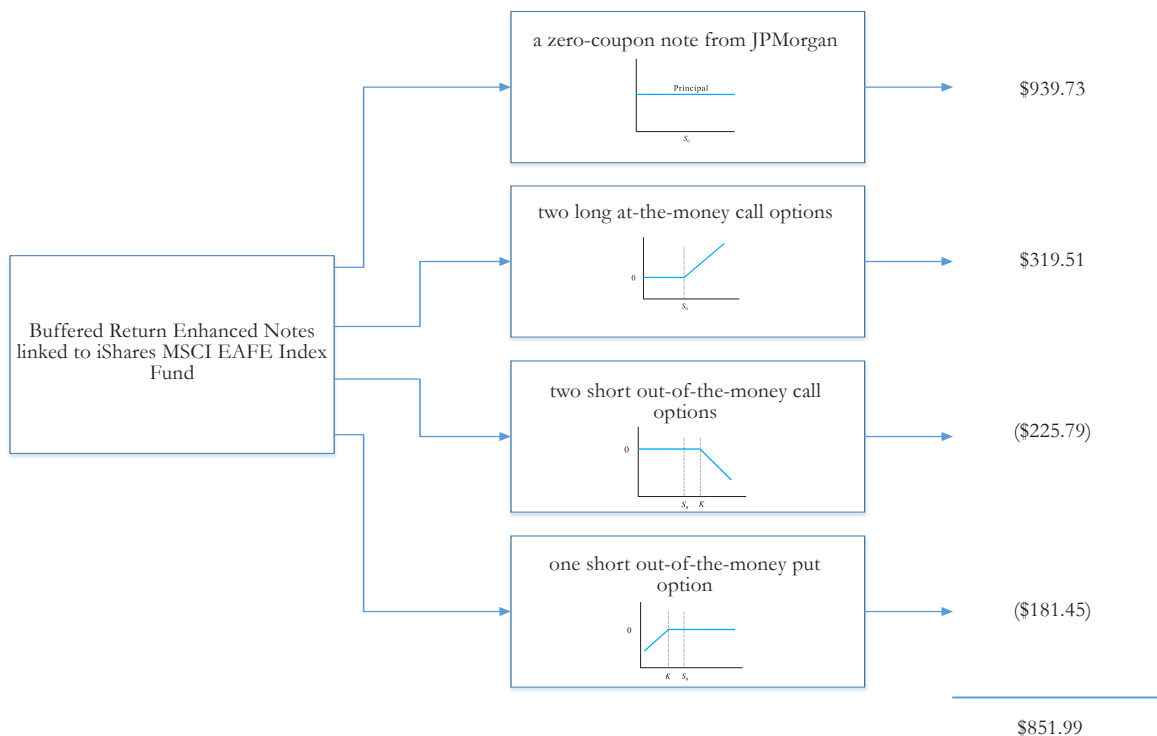 a zero-coupon note from JPMorgan
Principal
S₀
$939.73
two long at-the-money call options
0
S₀
$319.51
Buffered Return Enhanced Notes
linked to iShares MSCI EAFE Index
Fund
two short out-of-the-money call
options
0
S₀ K
($225.79)
one short out-of-the-money put
option
0
K S₀
($181.45)
$851.99